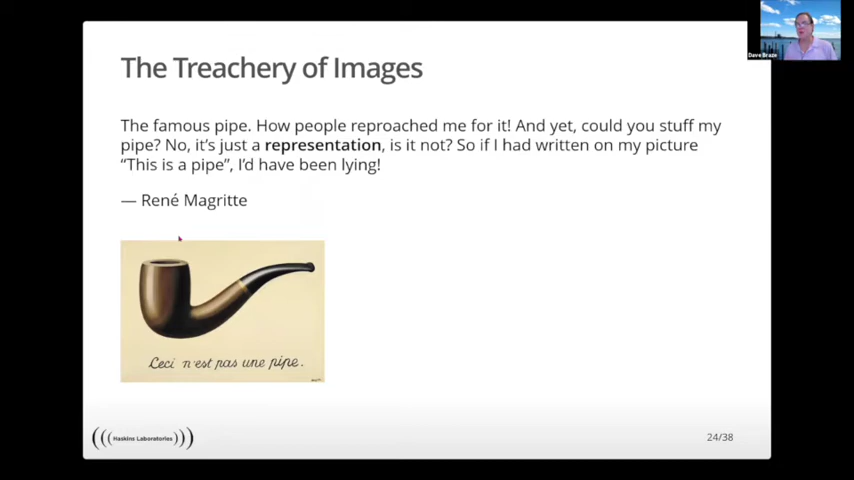 Dave Braze
The Treachery of Images
The famous pipe. How people reproached me for it! And yet, could you stuff my
pipe? No, it’s just a representation, is it not? So if I had written on my picture
“This is a pipe”, I’d have been lying!
— René Magritte
Ceci n'est pas une pipe.
Haskins Laboratories
24/38